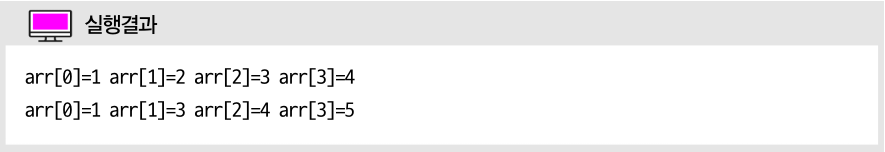 실행결과
arr[0]=1 arr[1]=2 arr[2]=3 arr[3]=4
arr[0]=1 arr[1]=3 arr[2]=4 arr[3]=5